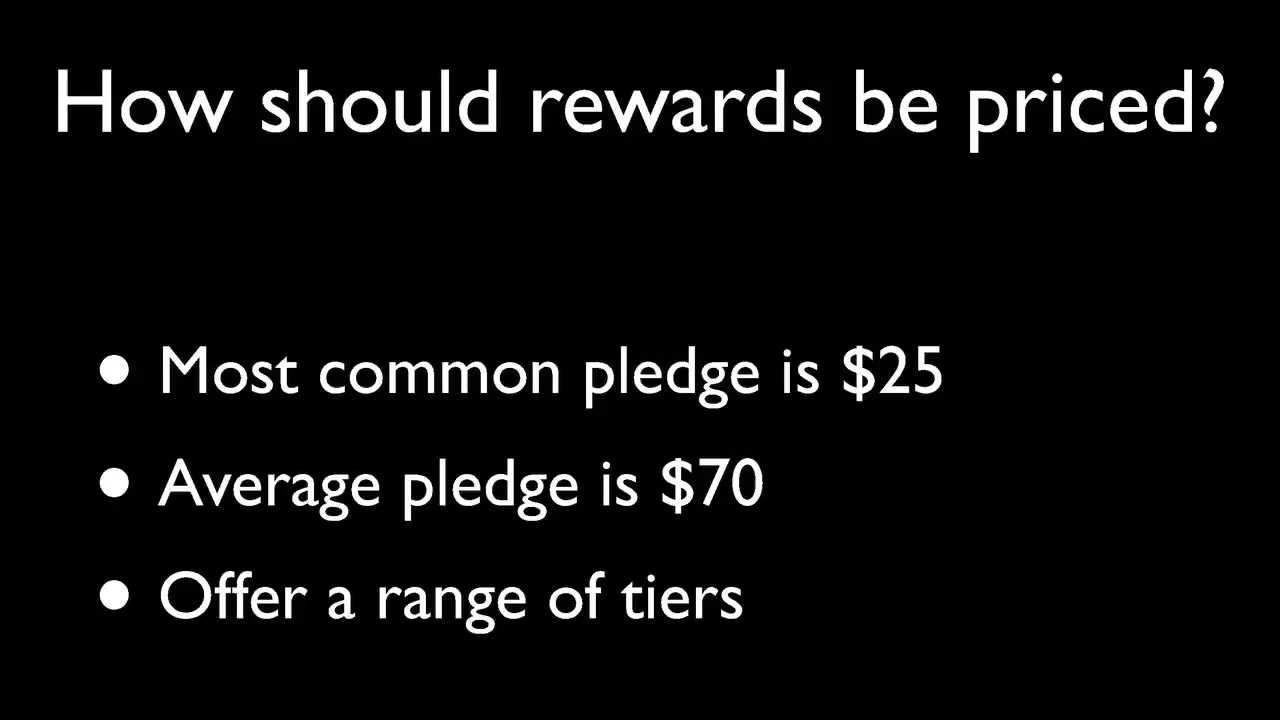 How should rewards be priced?
• Most common pledge is $25
• Average pledge is $70
• Offer a range of tiers